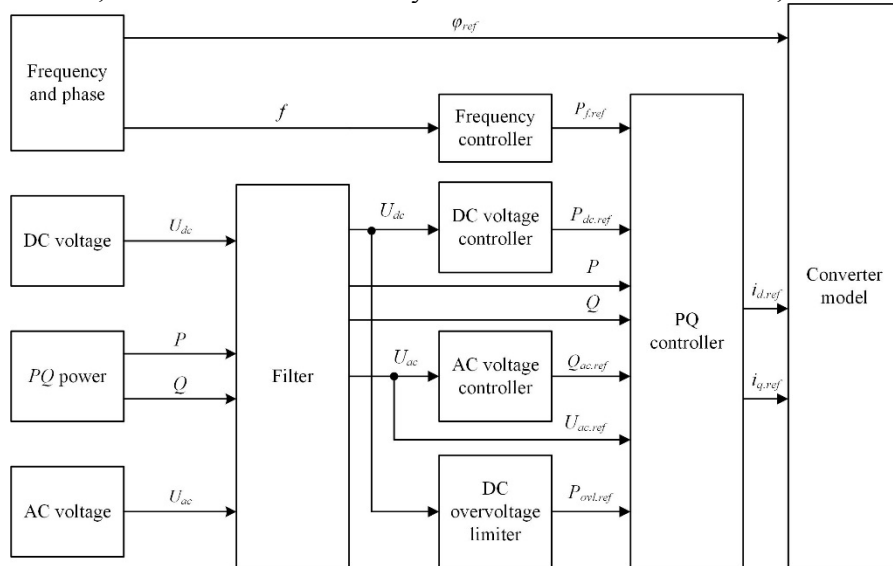 φref
Frequency
and phase
f
Frequency
controller
Pf.ref
DC voltage
Udc
Filter
Udc
DC voltage
controller
Pdc.ref
P
Q
PQ power
P
Q
Uac
AC voltage
controller
Qac.ref
Uac.ref
AC voltage
Uac
DC
overvoltage
limiter
Povl.ref
PQ
controller
id.ref
iq.ref
Converter
model